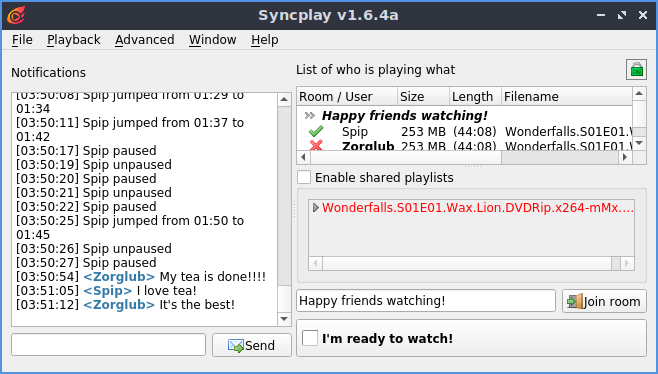 Syncplay v1.6.4a
File Playback Advanced Window Help
Notifications
[03:50:08] Spip jumped from 01:29 to
01:34
[03:50:11] Spip jumped from 01:37 to
01:42
[03:50:17] Spip paused
[03:50:19] Spip unpaused
[03:50:20] Spip paused
[03:50:21] Spip unpaused
[03:50:22] Spip paused
[03:50:25] Spip jumped from 01:50 to
01:45
[03:50:26] Spip unpaused
[03:50:27] Spip paused
[03:50:54] <Zorglub> My tea is done!!!!
[03:51:05] <Spip> I love tea!
[03:51:12] <Zorglub> It's the best!
Send
List of who is playing what
Room / User Size Length Filename
Happy friends watching!
Spip 253 MB (44:08) Wonderfalls.S01E01.
Zorglub 253 MB (44:08) Wonderfalls.S01E01.
Enable shared playlists
Wonderfalls.S01E01.Wax.Lion.DVDRip.x264-mMx....
Happy friends watching!
Join room
I'm ready to watch!